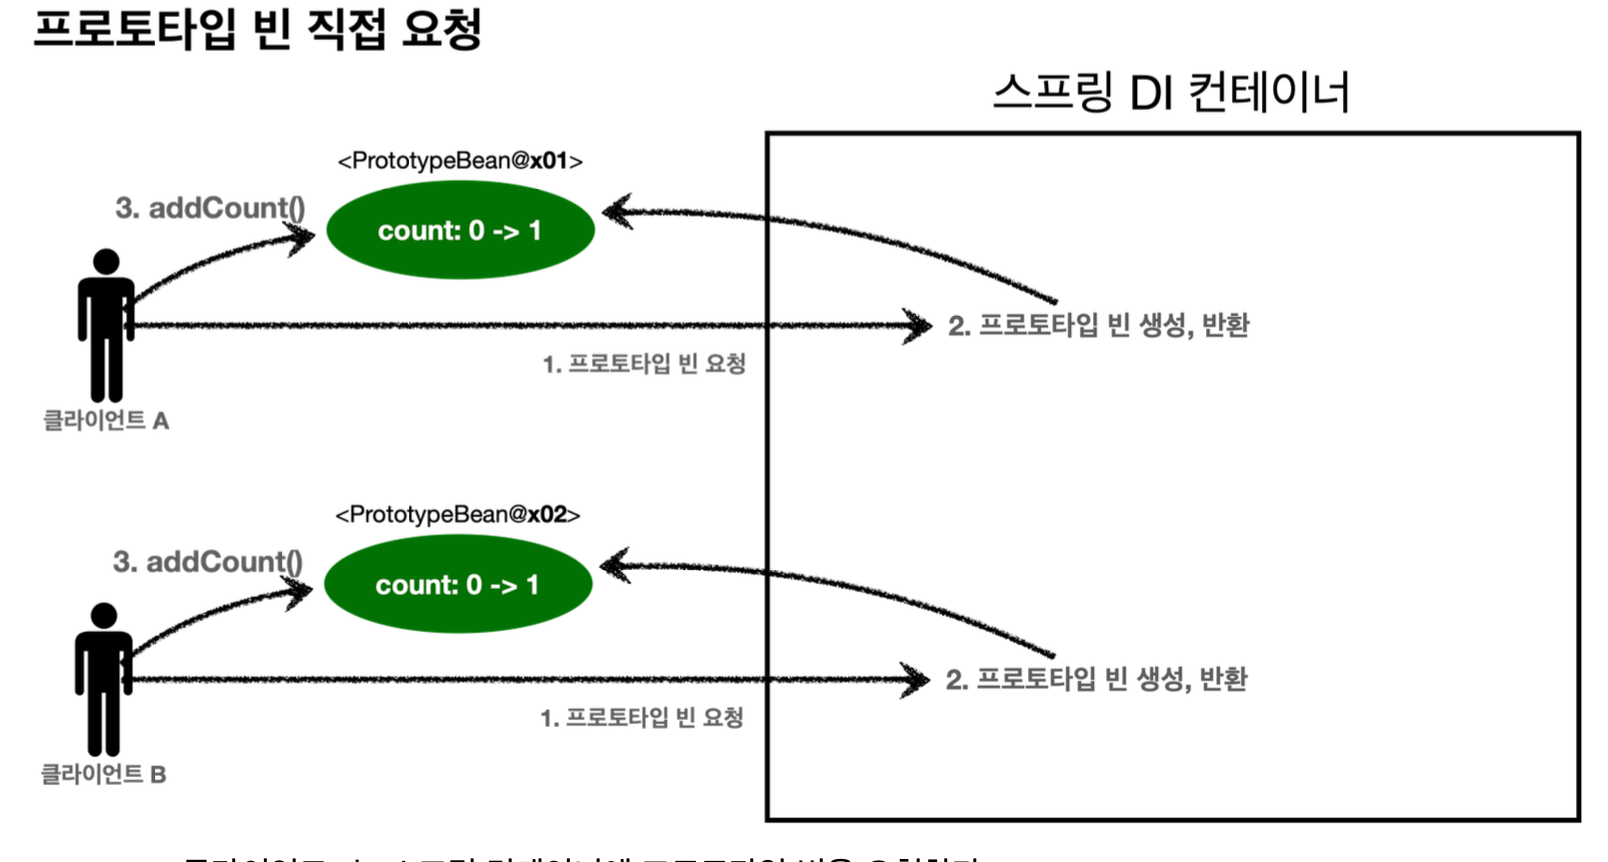 프로토타입 빈 직접 요청
스프링 DI 컨테이너
<PrototypeBean@x01>
3. addCount()
count: 0 -> 1
2. 프로토타입 빈 생성, 반환
1. 프로토타입 빈 요청
클라이언트 A
<PrototypeBean@x02>
3. addCount()
count: 0 -> 1
2. 프로토타입 빈 생성, 반환
1. 프로토타입 빈 요청
클라이언트 B